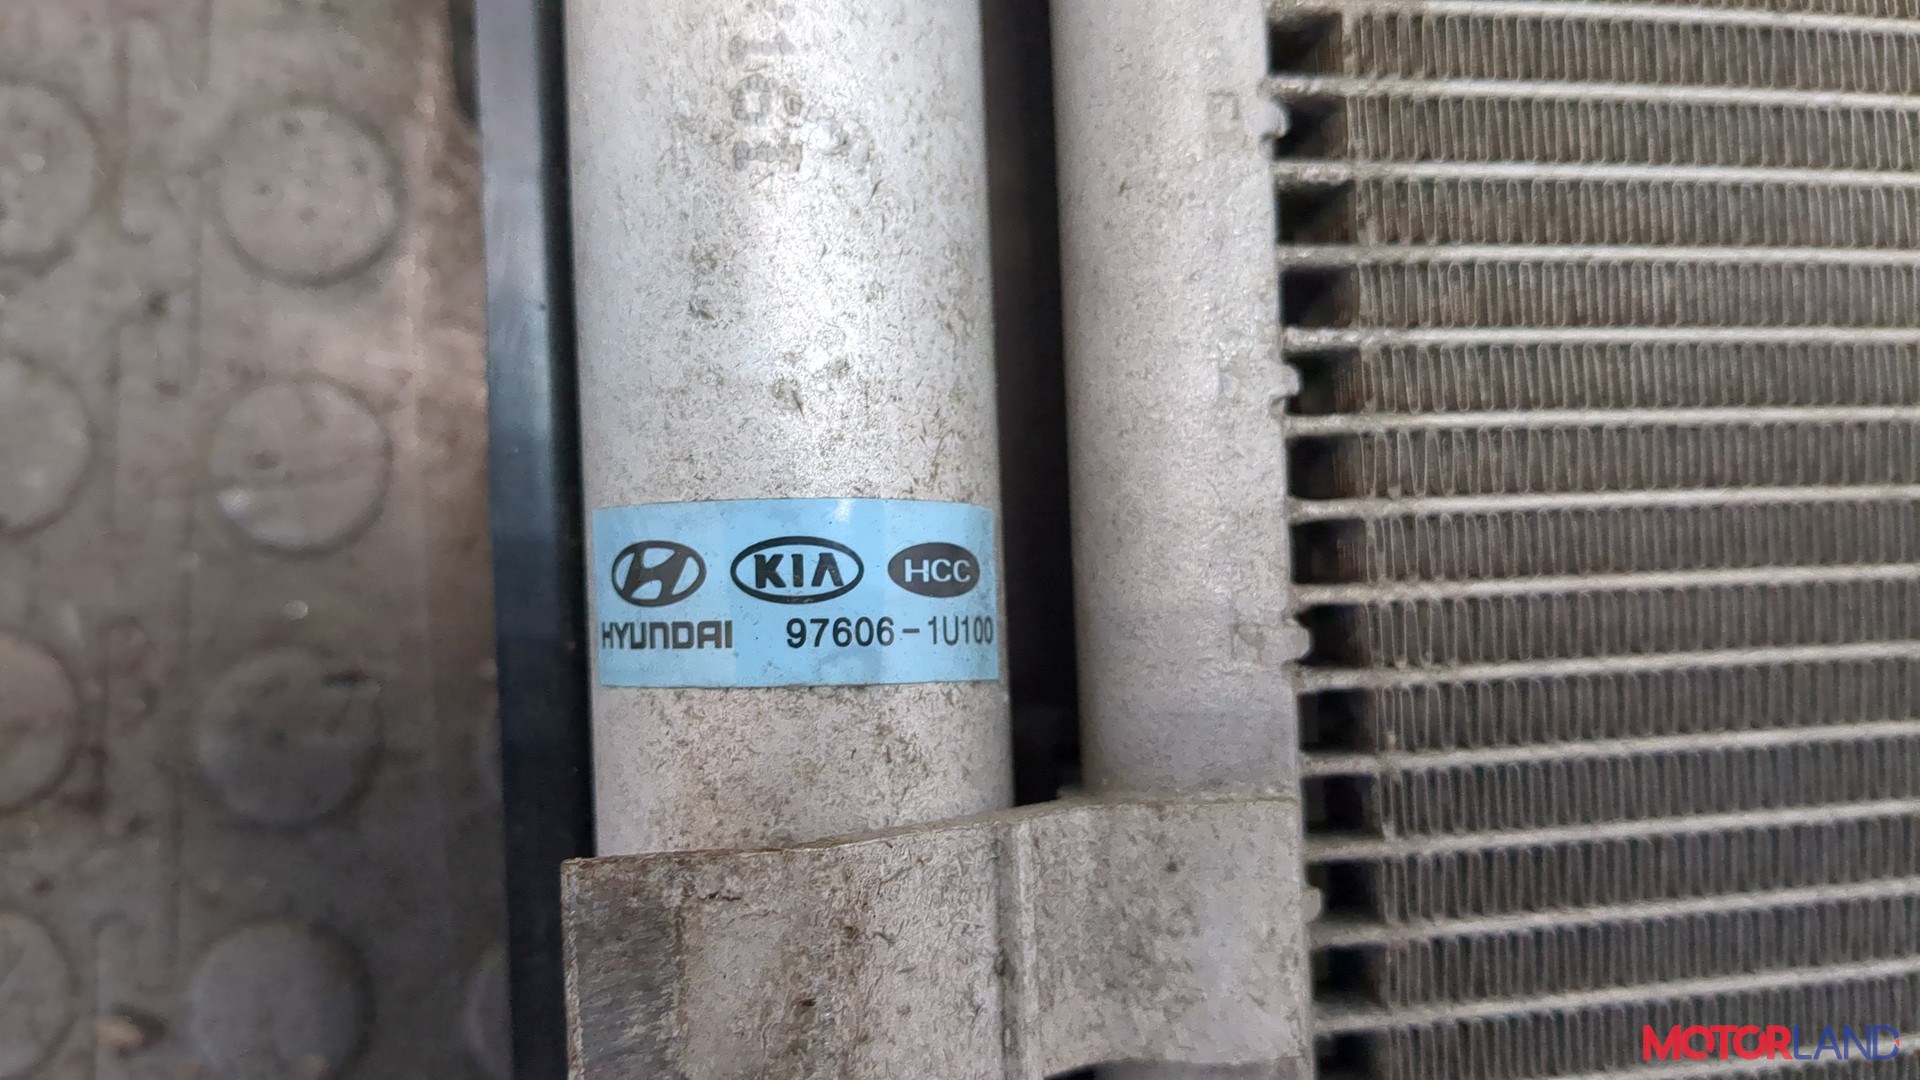 KIA HCC
HYUNDAI 97606-1U100
MOTORLAND